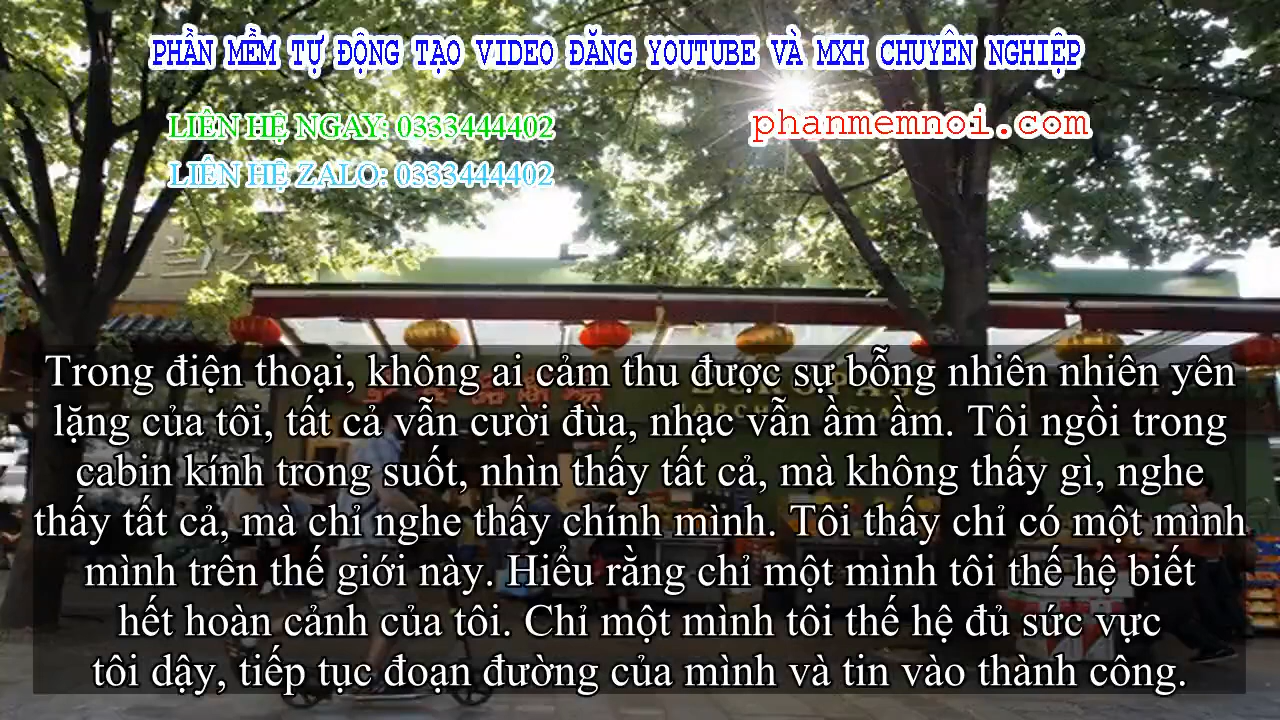 PHẦN MỀM TỰ ĐỘNG TẠO VIDEO ĐĂNG YOUTUBE VÀ MXH CHUYÊN NGHIỆP
LIÊN HỆ NGAY: 0333444402
phanmemnoi.com
LIÊN HỆ ZALO: 0333444402
Trong điện thoại, không ai cảm thu được sự bỗng nhiên nhiên yên
lặng của tôi, tất cả vẫn cười đùa, nhạc vẫn ầm ầm. Tôi ngồi trong
cabin kính trong suốt, nhìn thấy tất cả, mà không thấy gì, nghe
thấy tất cả, mà chỉ nghe thấy chính mình. Tôi thấy chỉ có một mình
mình trên thế giới này. Hiểu rằng chỉ một mình tôi thế hệ biết
hết hoàn cảnh của tôi. Chỉ một mình tôi thế hệ đủ sức vực
tôi dậy, tiếp tục đoạn đường của mình và tin vào thành công.